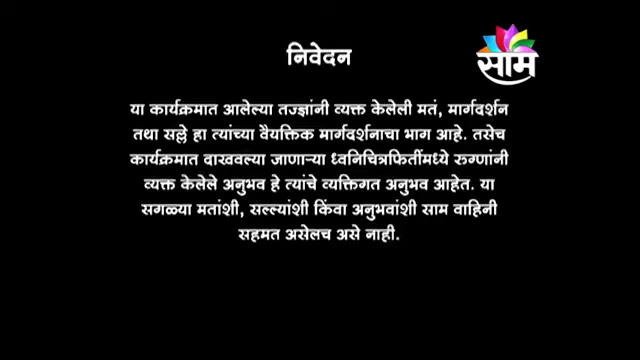 निवेदन
साम
या कार्यक्रमात आलेल्या तज्ज्ञांनी व्यक्त केलेली मतं, मार्गदर्शन
तथा सल्ले हा त्यांच्या वैयक्तिक मार्गदर्शनाचा भाग आहे. तसेच
कार्यक्रमात दाखवल्या जाणाऱ्या ध्वनिचित्रफितींमध्ये रुग्णांनी
व्यक्त केलेले अनुभव हे त्यांचे व्यक्तिगत अनुभव आहेत. या
सगळ्या मतांशी, सल्ल्यांशी किंवा अनुभवांशी साम वाहिनी
सहमत असेलच असे नाही.